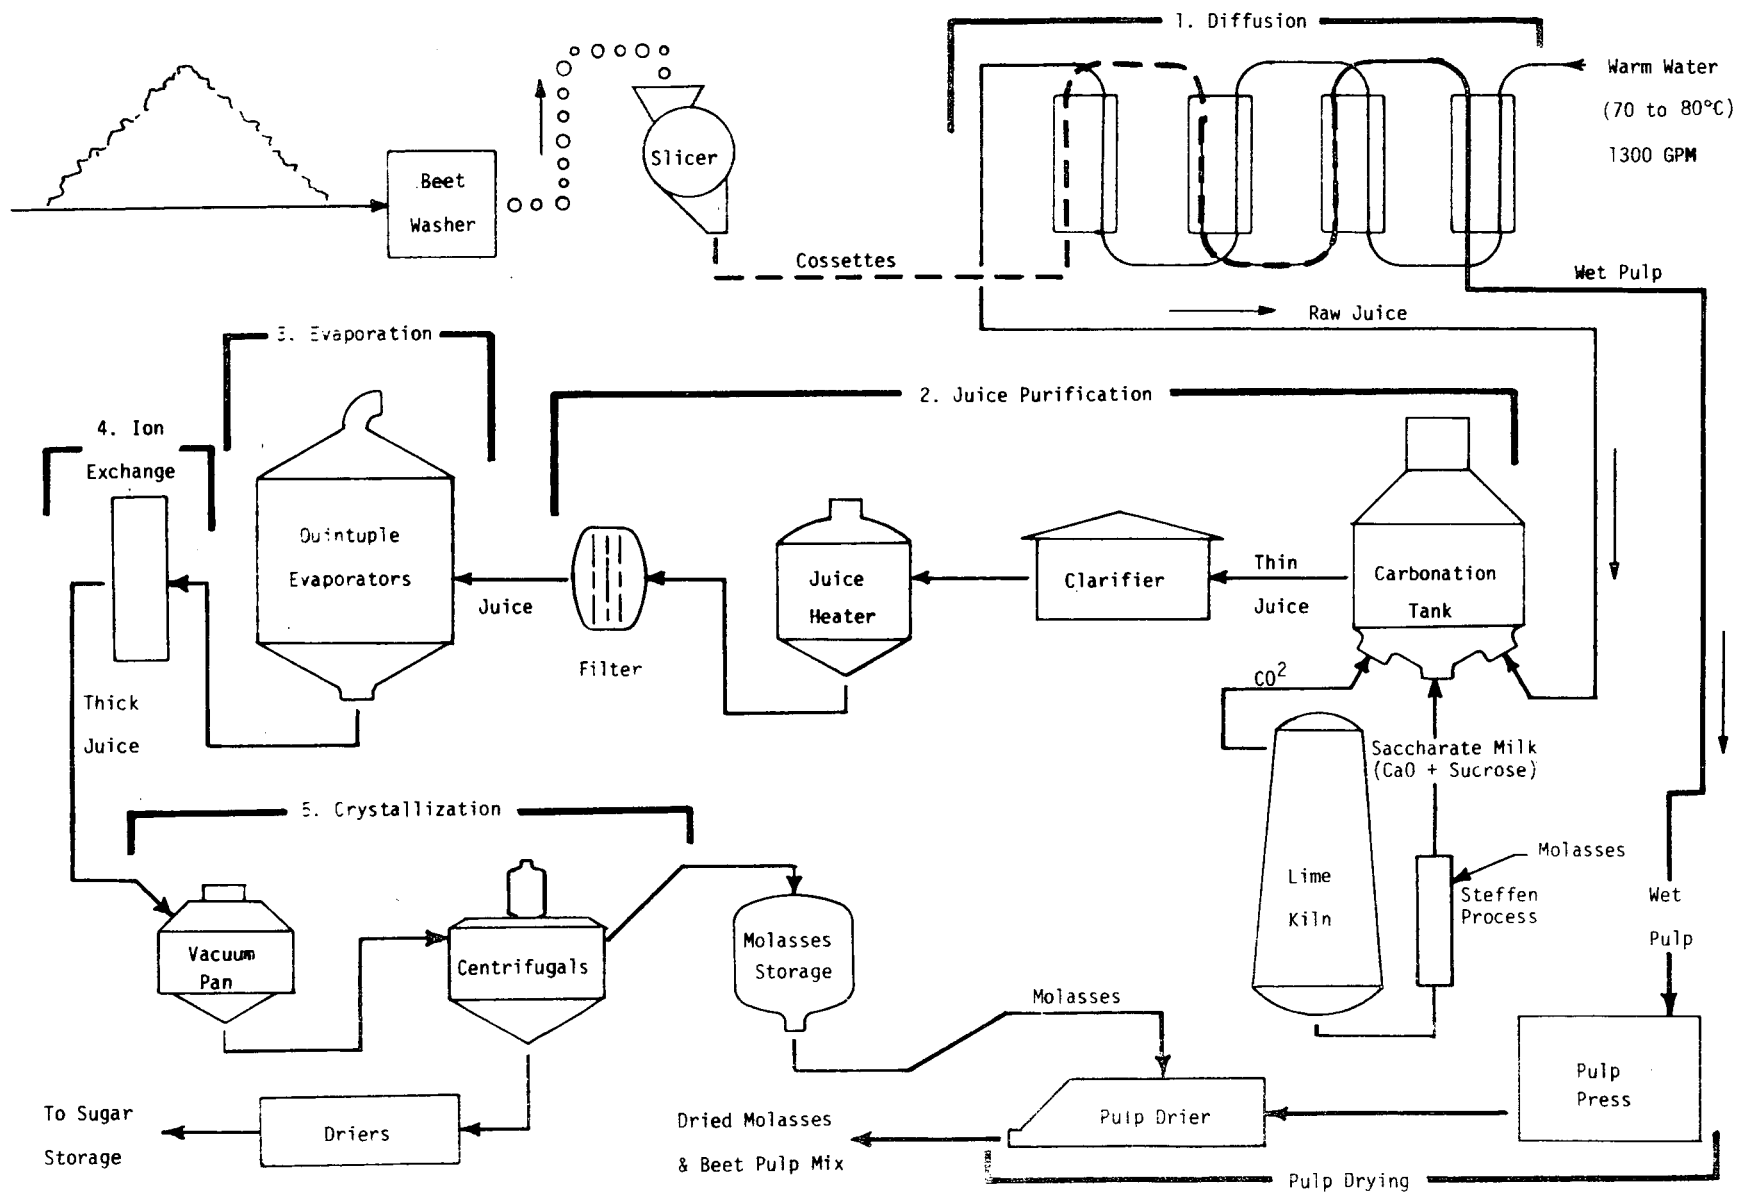 1. Diffusion
Warm Water
(70 to 80°C)
1300 GPM
Beet
Washer
Slicer
Cossettes
Wet Pulp
Raw Juice
3. Evaporation
2. Juice Purification
4. Ion
Exchange
Quintuple
Evaporators
Juice
Filter
Juice
Heater
Clarifier
Thin
Juice
Carbonation
Tank
CO2
Thick
Juice
Saccharate Milk
(CaO + Sucrose)
5. Crystallization
Molasses
Steffen
Process
Lime
Kiln
Wet
Pulp
Vacuum
Pan
Centrifugals
Molasses
Storage
Molasses
Pulp
Press
To Sugar
Storage
Driers
Dried Molasses
& Beet Pulp Mix
Pulp Drier
Pulp Drying